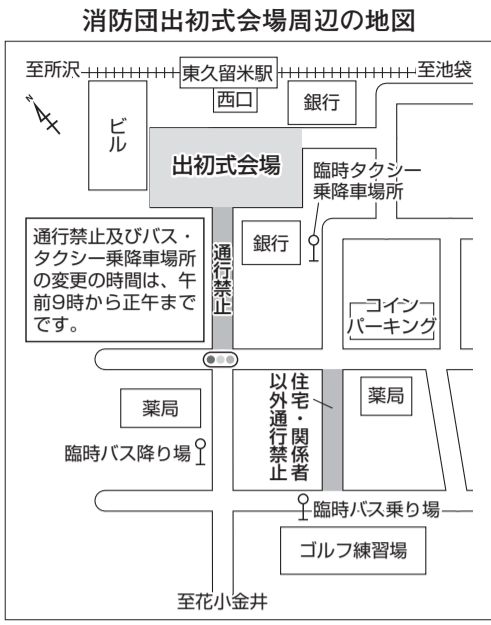 消防団出初式会場周辺の地図
至所沢
東久留米駅
至池袋
西口
N
ビル
銀行
出初式会場
臨時タクシー
乗降車場所
通行禁止及びバス・
タクシー乗降車場所
の変更の時間は、午
前9時から正午まで
です。
通行禁止
銀行
コイン
パーキング
住宅・関係者
以外通行禁止
薬局
薬局
臨時バス降り場
臨時バス乗り場
ゴルフ練習場
至花小金井